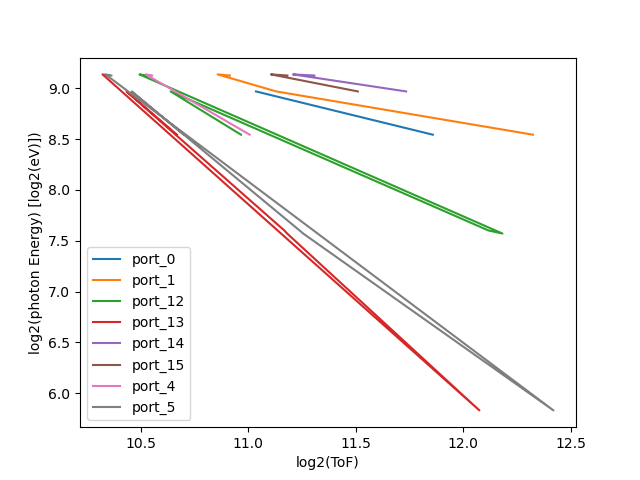 9.0
8.5
8.0
7.5
7.0
6.5
6.0
log2(photon Energy) [log2(eV)])
port_0
port_1
port_12
port_13
port_14
port_15
port_4
port_5
10.5 11.0 11.5 12.0 12.5
log2(ToF)